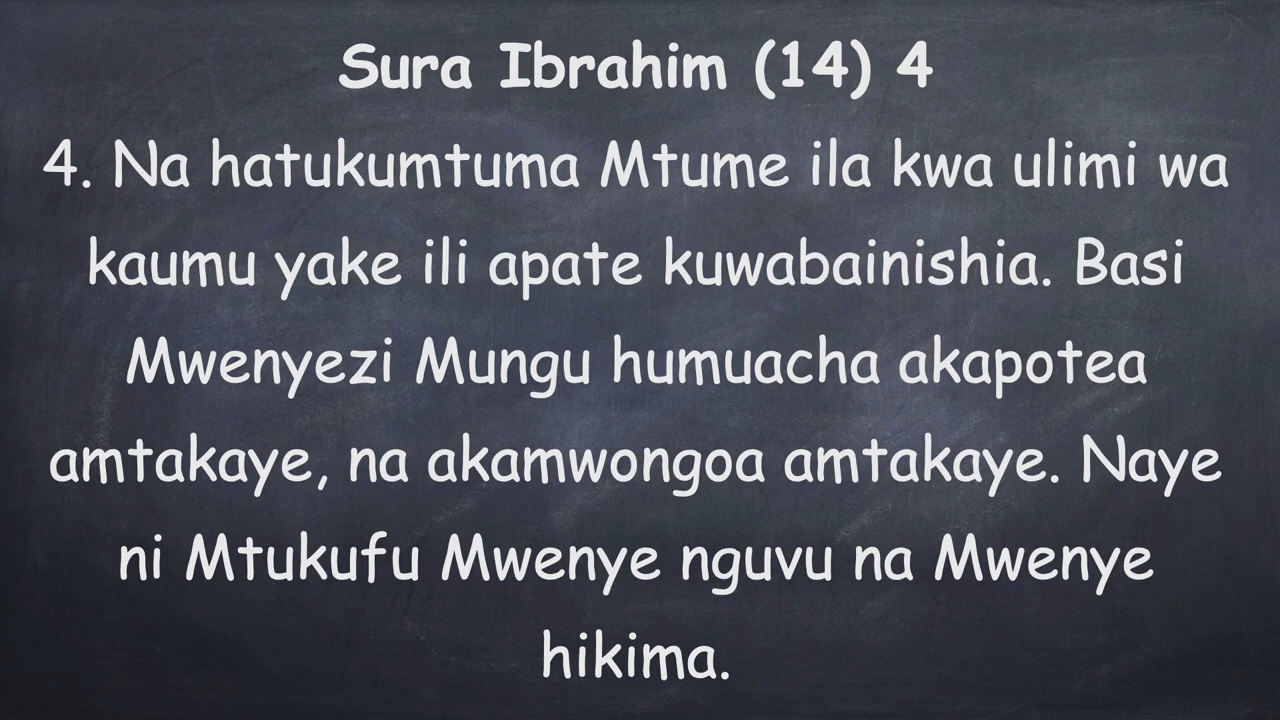 Sura Ibrahim (14) 4
4. Na hatukumtuma Mtume ila kwa ulimi wa
kaumu yake ili apate kuwabainishia. Basi
Mwenyezi Mungu humuacha akapotea
amtakaye, na akamwongoa amtakaye. Naye
ni Mtukufu Mwenye nguvu na Mwenye
hikima.